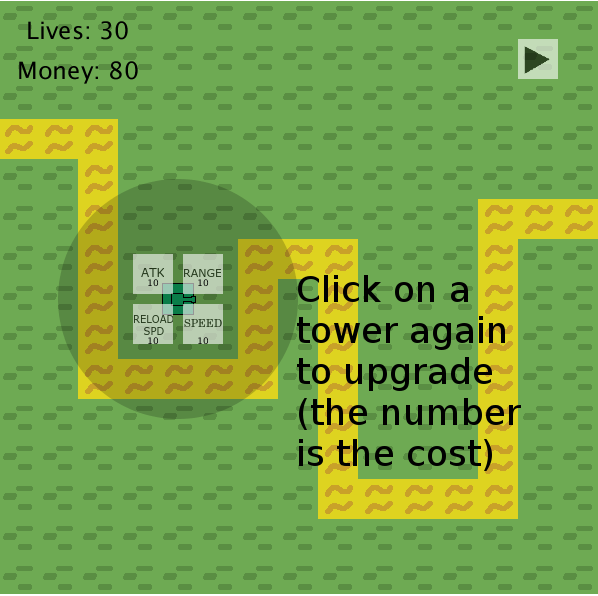 Lives: 30
Money: 80
ATK
10
RANGE
10
RELOAD
SPD
10
SPEED
10
Click on a
tower again
to upgrade
(the number
is the cost)